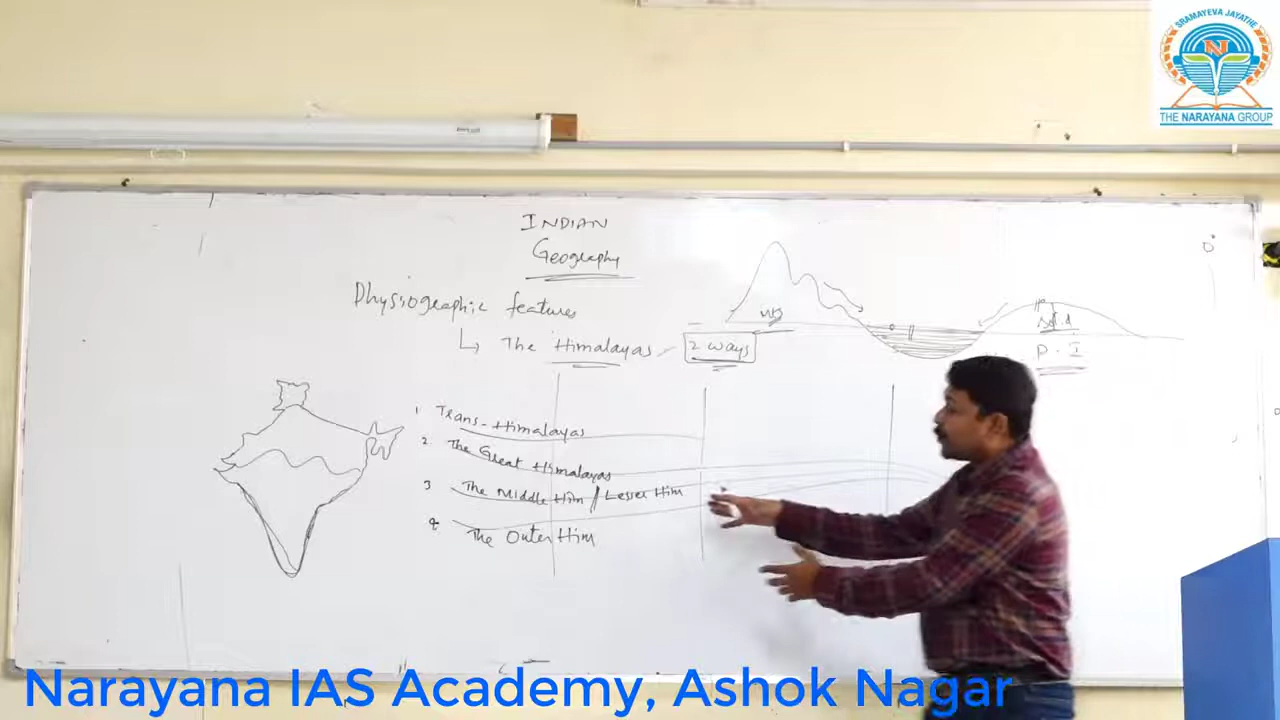 SRAMAYEVA JAYATHE
N
THE NARAYANA GROUP
INDIAN
Geography
Physiographic features
The Himalayas
2 ways
1 Trans-Himalayas
2. The Great Himalayas
3 The Middle Him / Lesser Him
4 The Outer Him
P. I
0°
Narayana IAS Academy, Ashok Nagar